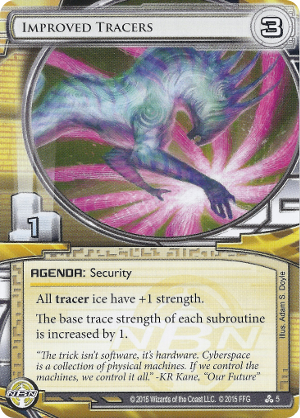 IMPROVED TRACERS
3
1
AGENDA: Security
All tracer ice have +1 strength.
The base trace strength of each subroutine
is increased by 1.
“The trick isn’t software, it’s hardware. Cyberspace
is a collection of physical machines. If we control
the machines, we control it all.” -KR Kane, “Our Future”
Illus. Adam S. Doyle
NBN
NBN
© 2015 Wizards of the Coast LLC. © 2015 FFG
5